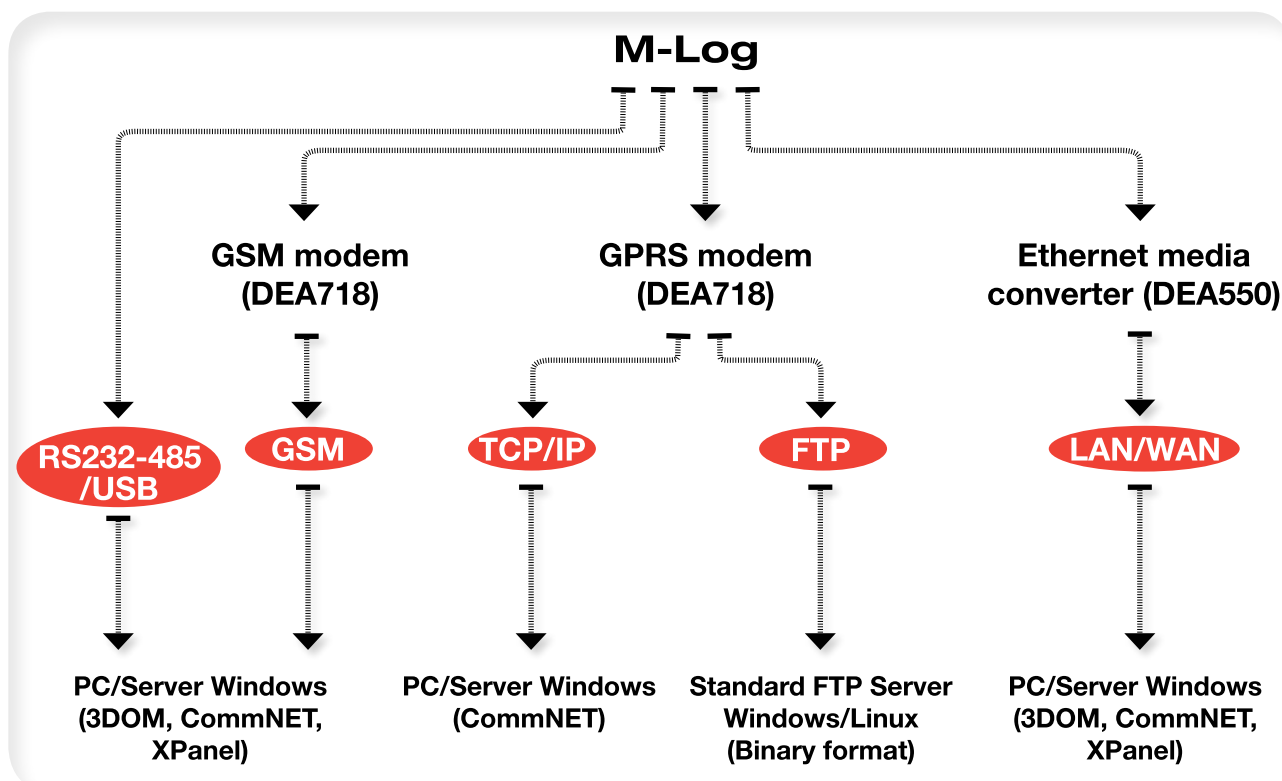 M-Log
GSM modem
(DEA718)
GPRS modem
(DEA718)
Ethernet media
converter (DEA550)
RS232-485
/USB
GSM
TCP/IP
FTP
LAN/WAN
PC/Server Windows
(3DOM, CommNET,
XPanel)
PC/Server Windows
(CommNET)
Standard FTP Server
Windows/Linux
(Binary format)
PC/Server Windows
(3DOM, CommNET,
XPanel)